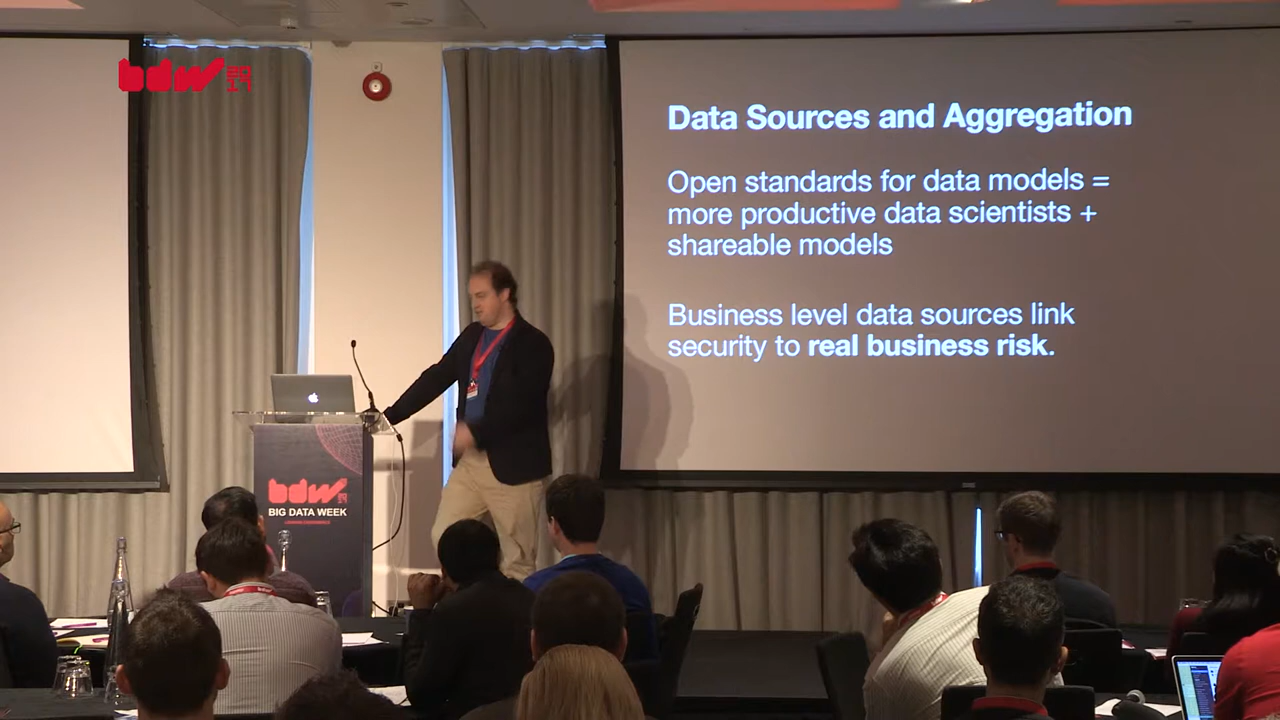 bdw 2017
Data Sources and Aggregation
Open standards for data models =
more productive data scientists +
shareable models
Business level data sources link
security to real business risk.
bdw
BIG DATA WEEK